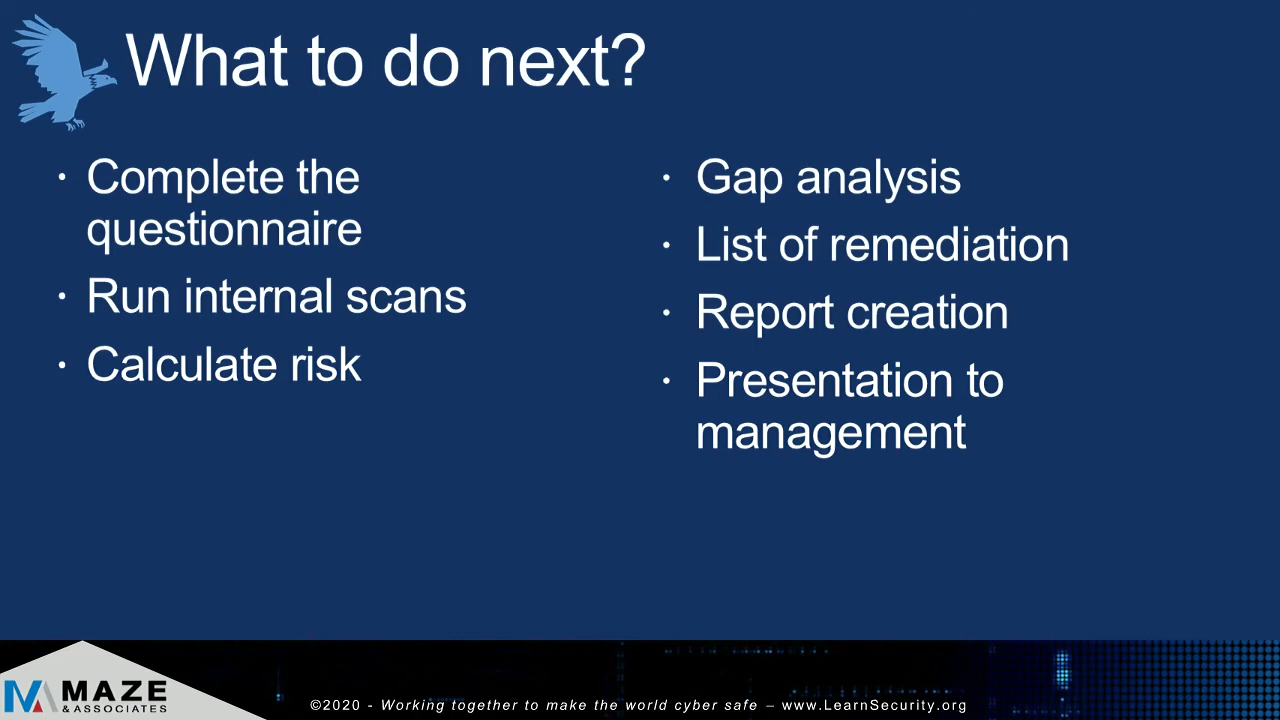 What to do next?
· Complete the
questionnaire
· Run internal scans
· Calculate risk
· Gap analysis
· List of remediation
· Report creation
· Presentation to
management
MAZE
& ASSOCIATES
©2020 - Working together to make the world cyber safe – www.LearnSecurity.org